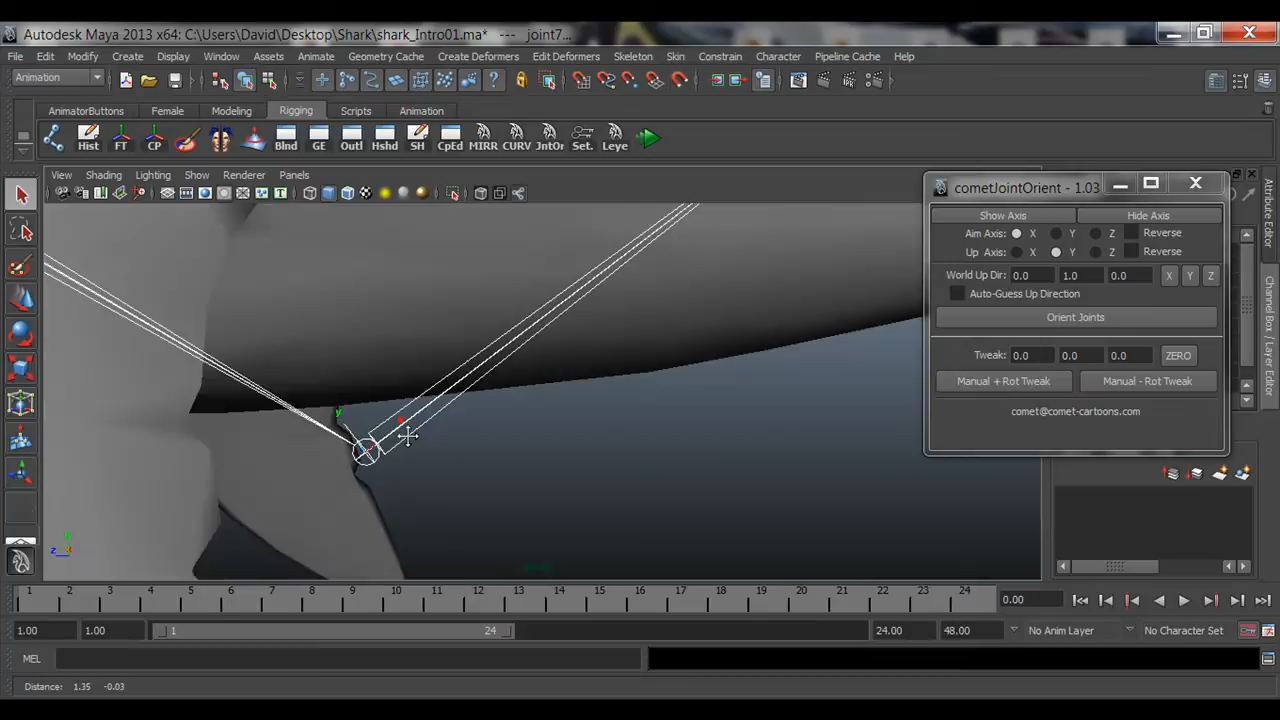 Autodesk Maya 2013 x64: C:\Users\David\Desktop\Shark\shark_Intro01.ma* --- joint7...
File Edit Modify Create Display Window Assets Animate Geometry Cache Create Deformers Edit Deformers Skeleton Skin Constrain Character Pipeline Cache Help
Animation
AnimatorButtons Female Modeling Rigging Scripts Animation
Hist FT CP Blnd GE Outl Hshd SH CpEd MIRR CURV JntOr Set. Leye
View Shading Lighting Show Renderer Panels
cometJointOrient - 1.03
Show Axis Hide Axis
Aim Axis: X Y Z Reverse
Up Axis: X Y Z Reverse
World Up Dir: 0.0 1.0 0.0 X Y Z
Auto-Guess Up Direction
Orient Joints
Tweak: 0.0 0.0 0.0 ZERO
Manual + Rot Tweak Manual - Rot Tweak
comet@comet-cartoons.com
Attribute Editor
Channel Box / Layer Editor
y
z
1 2 3 4 5 6 7 8 9 10 11 12 13 14 15 16 17 18 19 20 21 22 23 24 0.00
1.00 1.00 1 24 24.00 48.00 No Anim Layer No Character Set
MEL
Distance: 1.35 -0.03